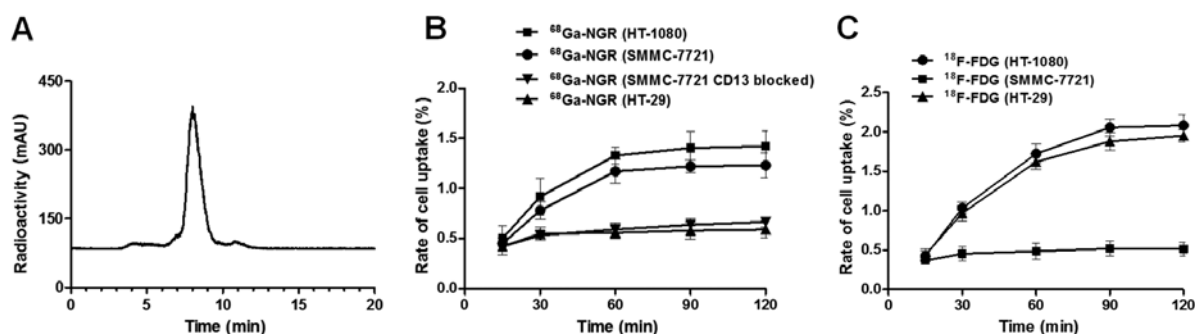 A
Radioactivity (mAU)
450
300
150
0
0 5 10 15 20
Time (min)
B
⁶⁸Ga-NGR (HT-1080)
⁶⁸Ga-NGR (SMMC-7721)
⁶⁸Ga-NGR (SMMC-7721 CD13 blocked)
⁶⁸Ga-NGR (HT-29)
Rate of cell uptake (%)
2.0
1.5
1.0
0.5
0.0
30 60 90 120
Time (min)
C
¹⁸F-FDG (HT-1080)
¹⁸F-FDG (SMMC-7721)
¹⁸F-FDG (HT-29)
Rate of cell uptake (%)
2.5
2.0
1.5
1.0
0.5
0.0
30 60 90 120
Time (min)